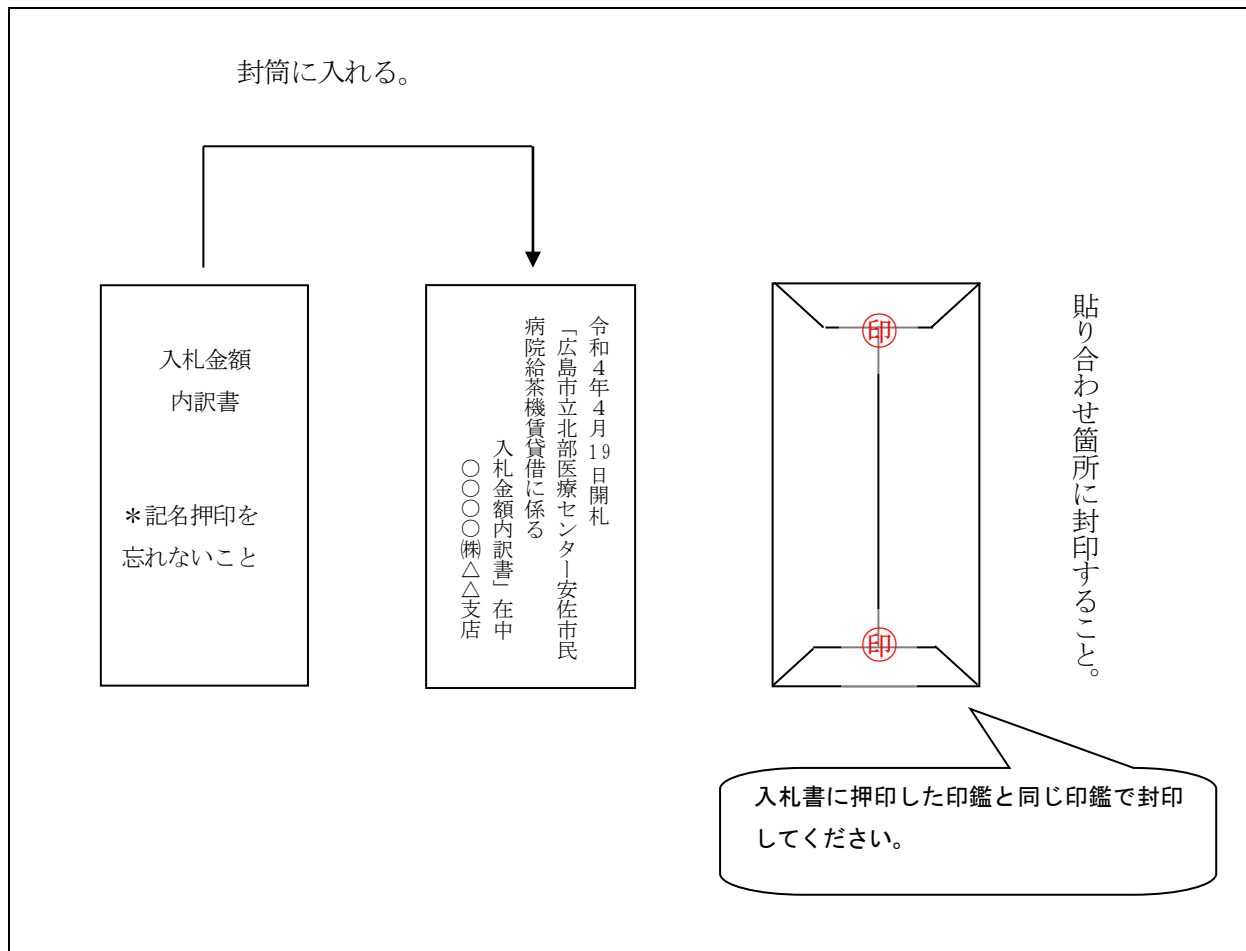 封筒に入れる。
入札金額
内訳書
＊記名押印を
忘れないこと
令和４年４月19日開札
「広島市立北部医療センター安佐市民
病院給茶機賃貸借に係る
入札金額内訳書」在中
〇〇〇〇㈱△△支店
印
印
貼り合わせ箇所に封印すること。
入札書に押印した印鑑と同じ印鑑で封印
してください。